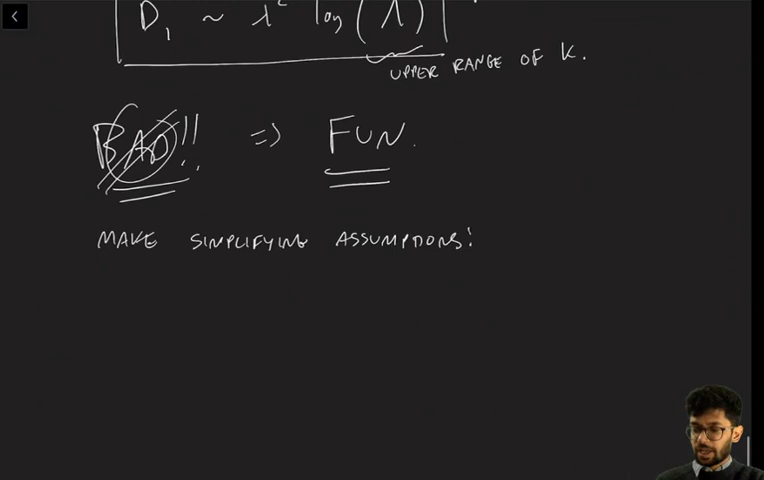 D₁ ~ λ² log(Λ)
UPPER RANGE OF K.
BAD!! => FUN.
MAKE SIMPLIFYING ASSUMPTIONS!